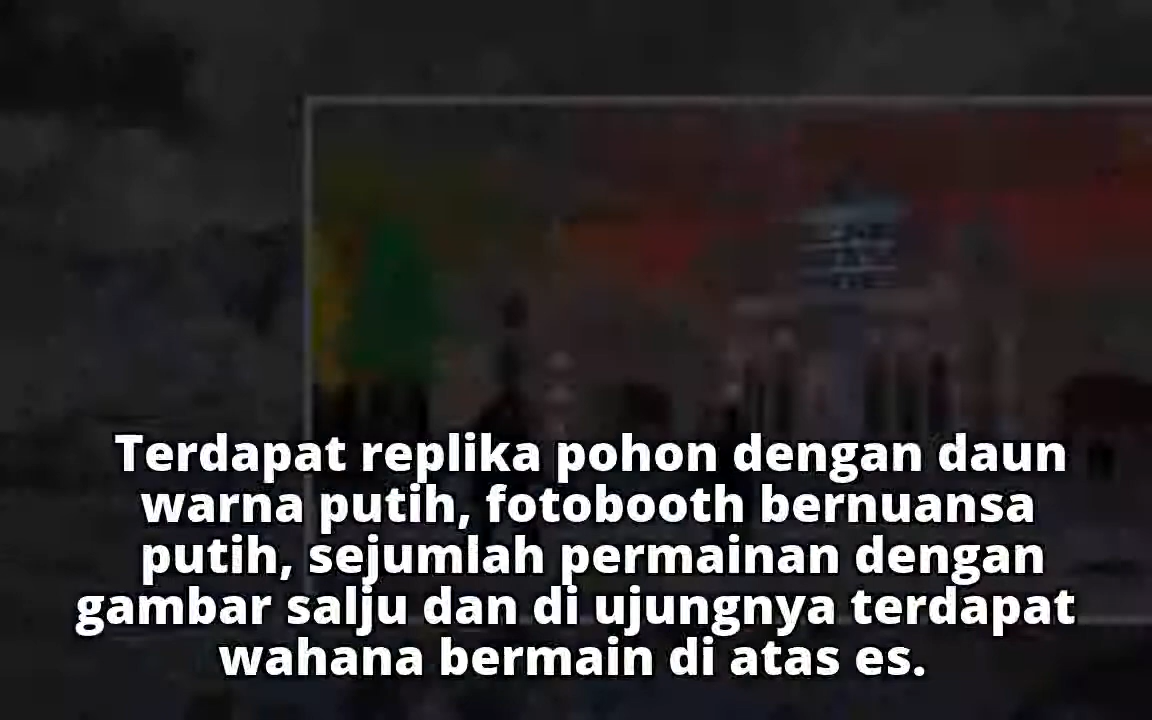 Terdapat replika pohon dengan daun
warna putih, fotobooth bernuansa
putih, sejumlah permainan dengan
gambar salju dan di ujungnya terdapat
wahana bermain di atas es.